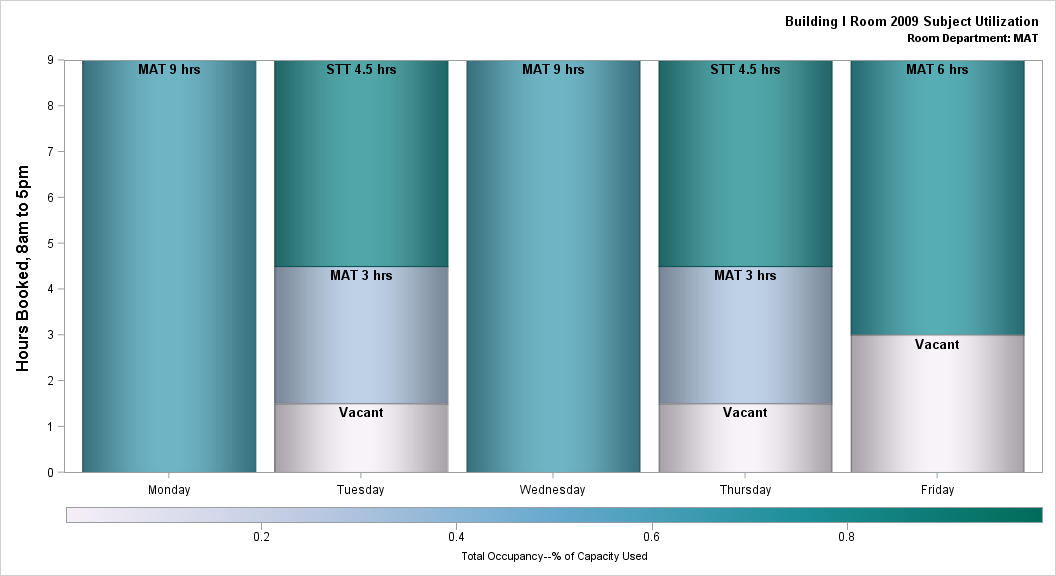 Building I Room 2009 Subject Utilization
Room Department: MAT
Hours Booked, 8am to 5pm
9
8
7
6
5
4
3
2
1
0
MAT 9 hrs
STT 4.5 hrs
MAT 9 hrs
STT 4.5 hrs
MAT 6 hrs
MAT 3 hrs
MAT 3 hrs
Vacant
Vacant
Vacant
Monday
Tuesday
Wednesday
Thursday
Friday
0.2
0.4
0.6
0.8
Total Occupancy--% of Capacity Used